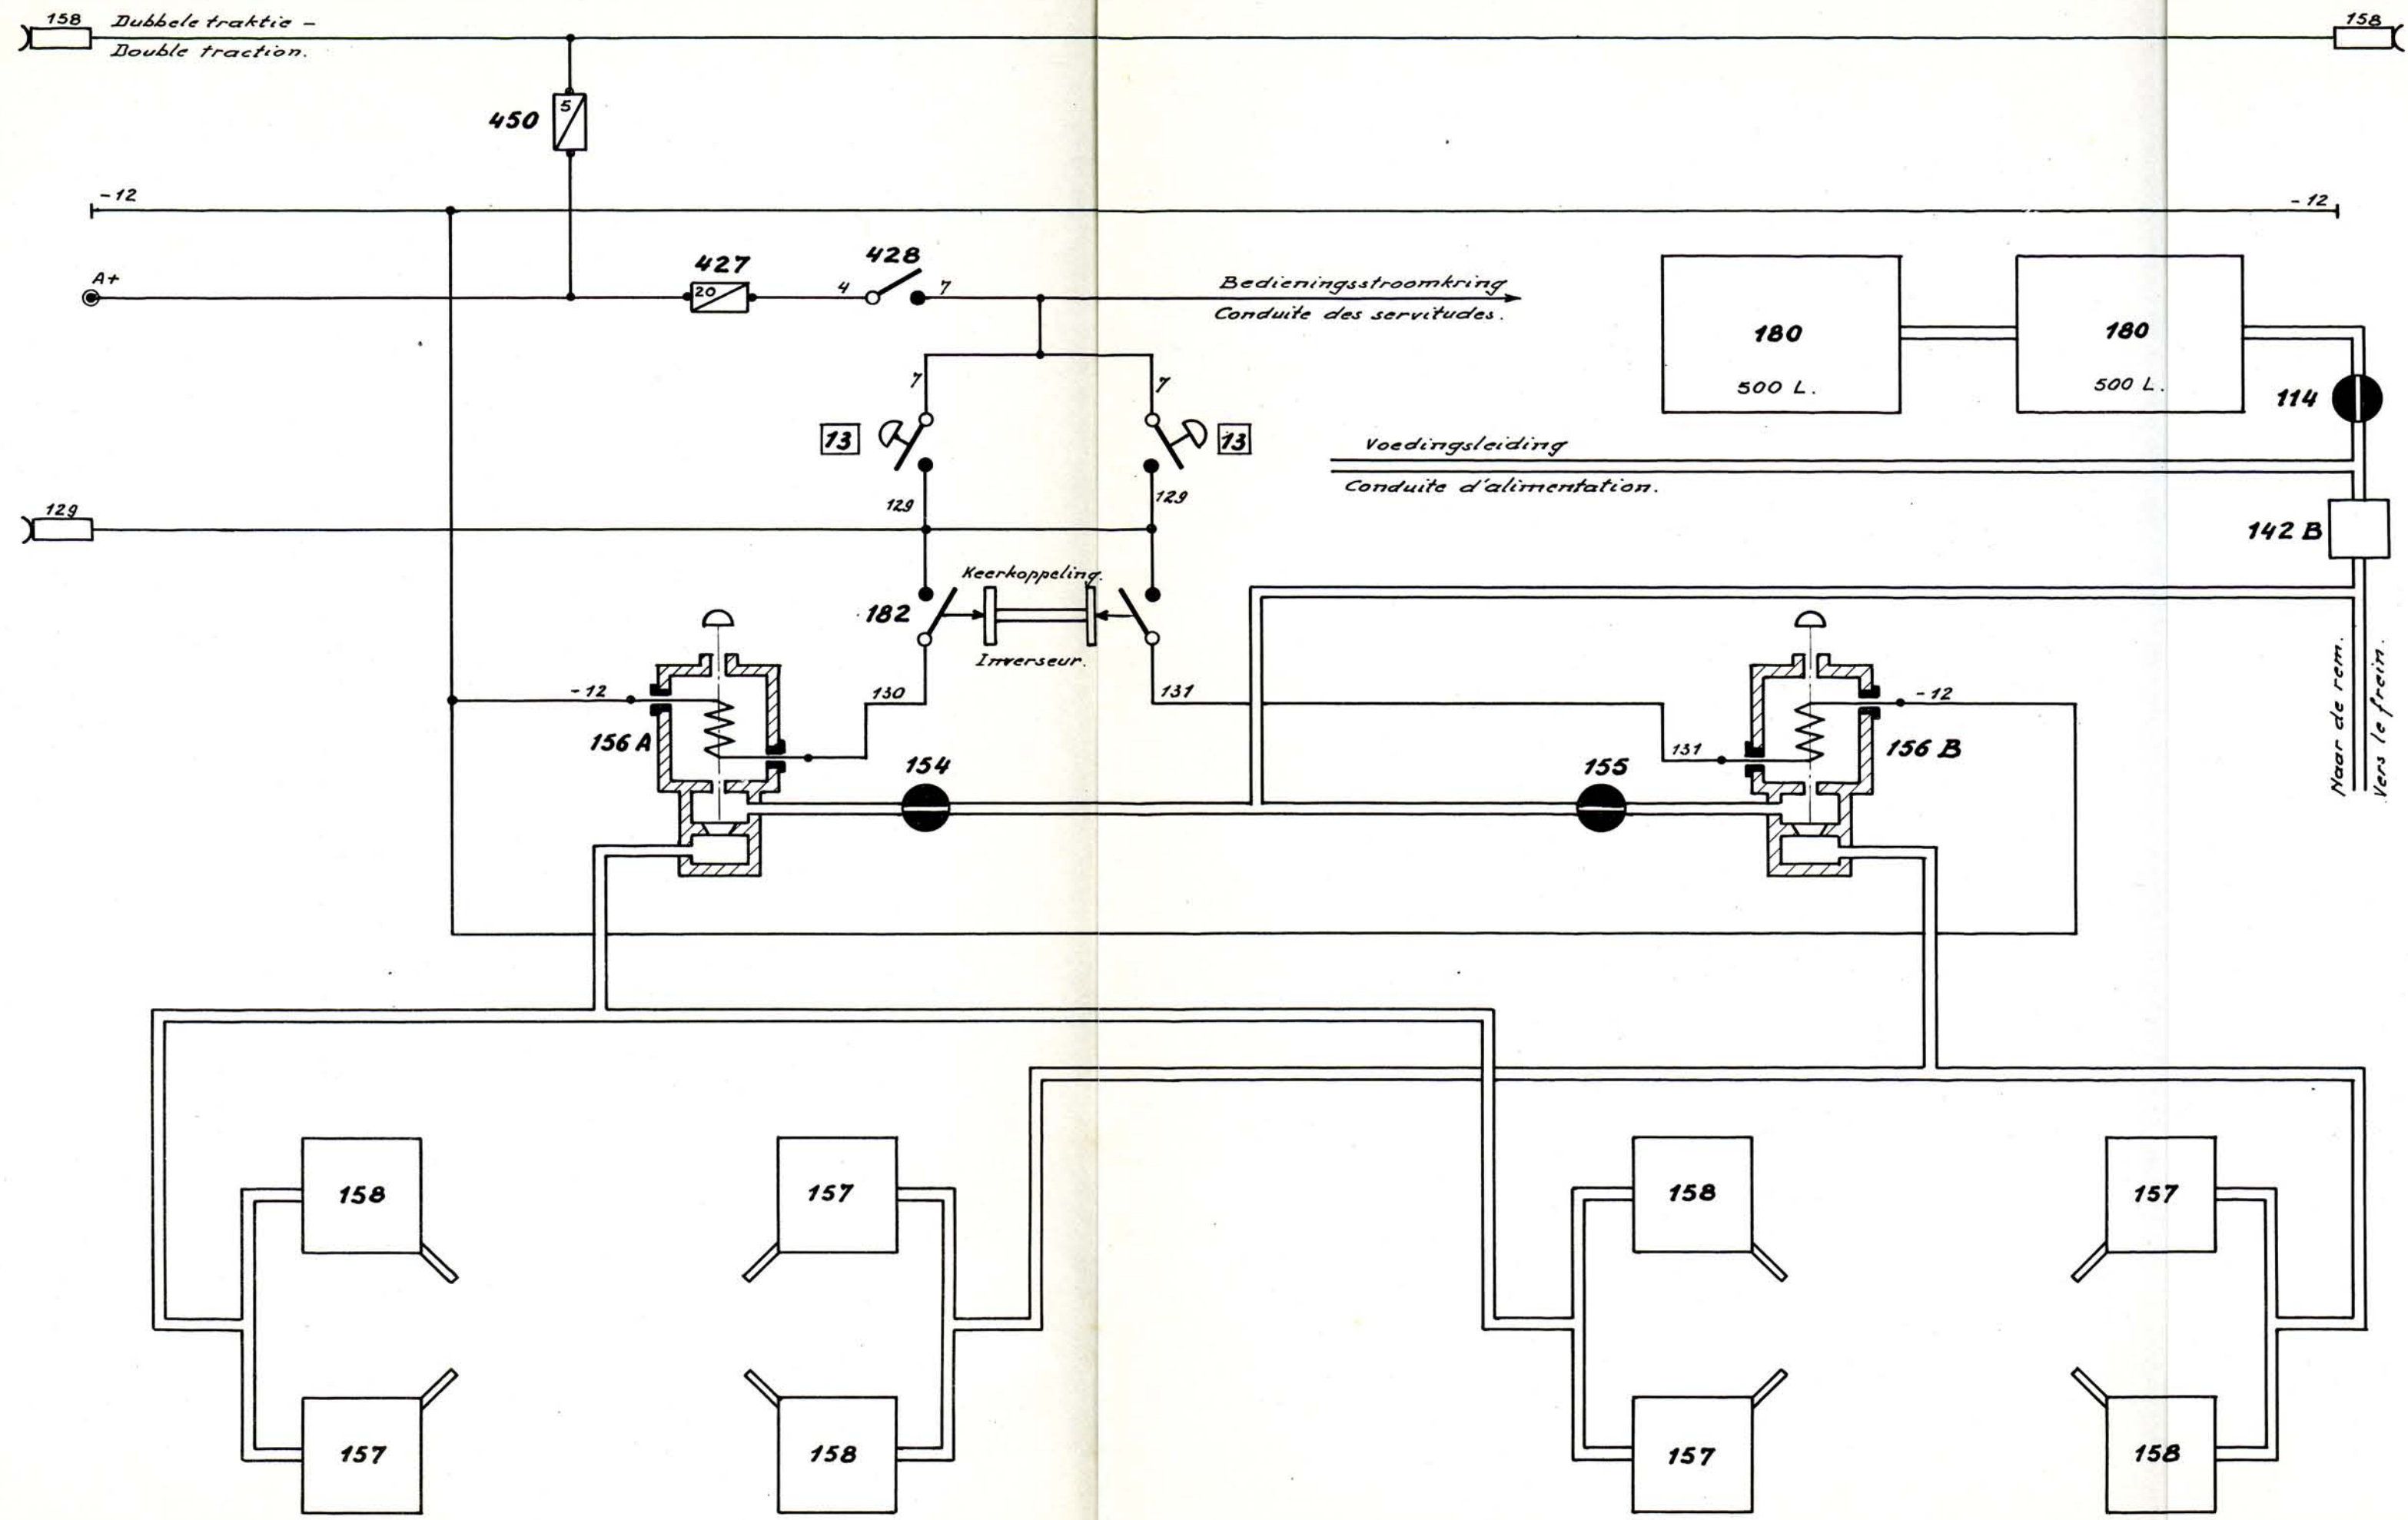 158 Dubbele traktie - 158
Double traction.
5
450
-12 -12
A+
427
20
428
4 7
Bedieningsstroomkring
Conduite des servitudes.
180 180
500 L. 500 L.
114
7 7
13 13
Voedingsleiding
Conduite d'alimentation.
129 129
129
142 B
Keerkoppeling.
182
Inverseur.
Naar de rem.
Vers le frein.
-12
130 131
-12
156 A
131
156 B
154 155
158 157 158 157
157 158 157 158